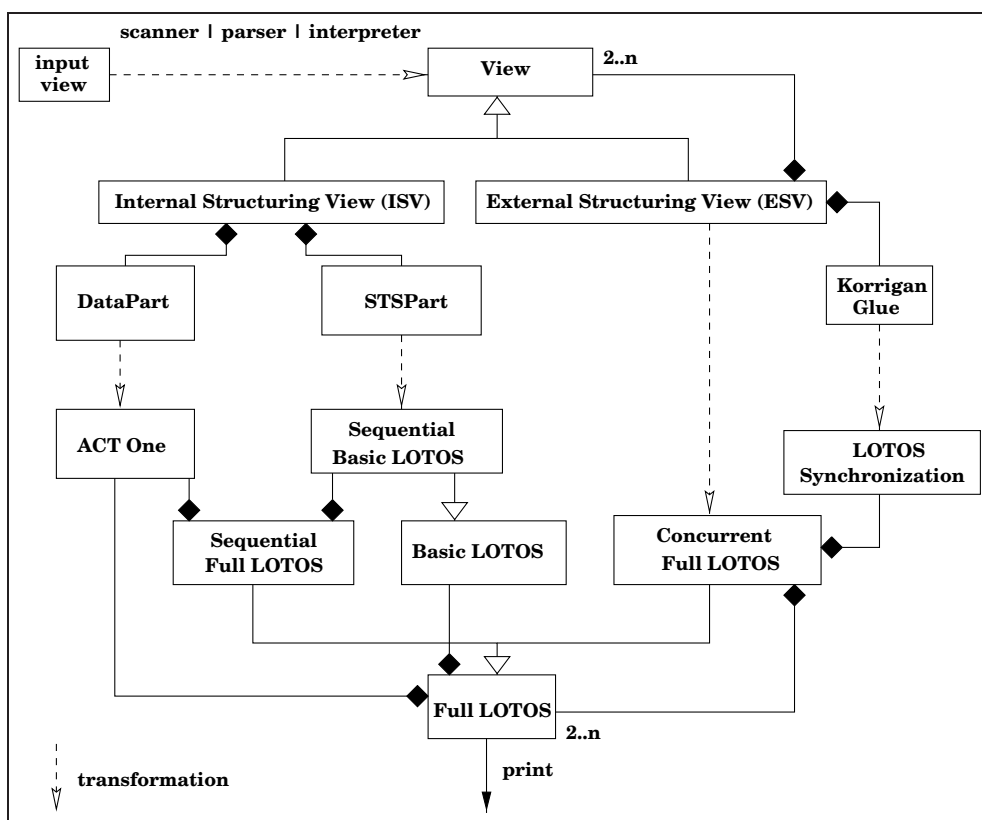 scanner | parser | interpreter
input
view
View
2..n
Internal Structuring View (ISV)
External Structuring View (ESV)
DataPart
STSPart
Korrigan
Glue
ACT One
Sequential
Basic LOTOS
LOTOS
Synchronization
Sequential
Full LOTOS
Basic LOTOS
Concurrent
Full LOTOS
Full LOTOS
2..n
print
transformation